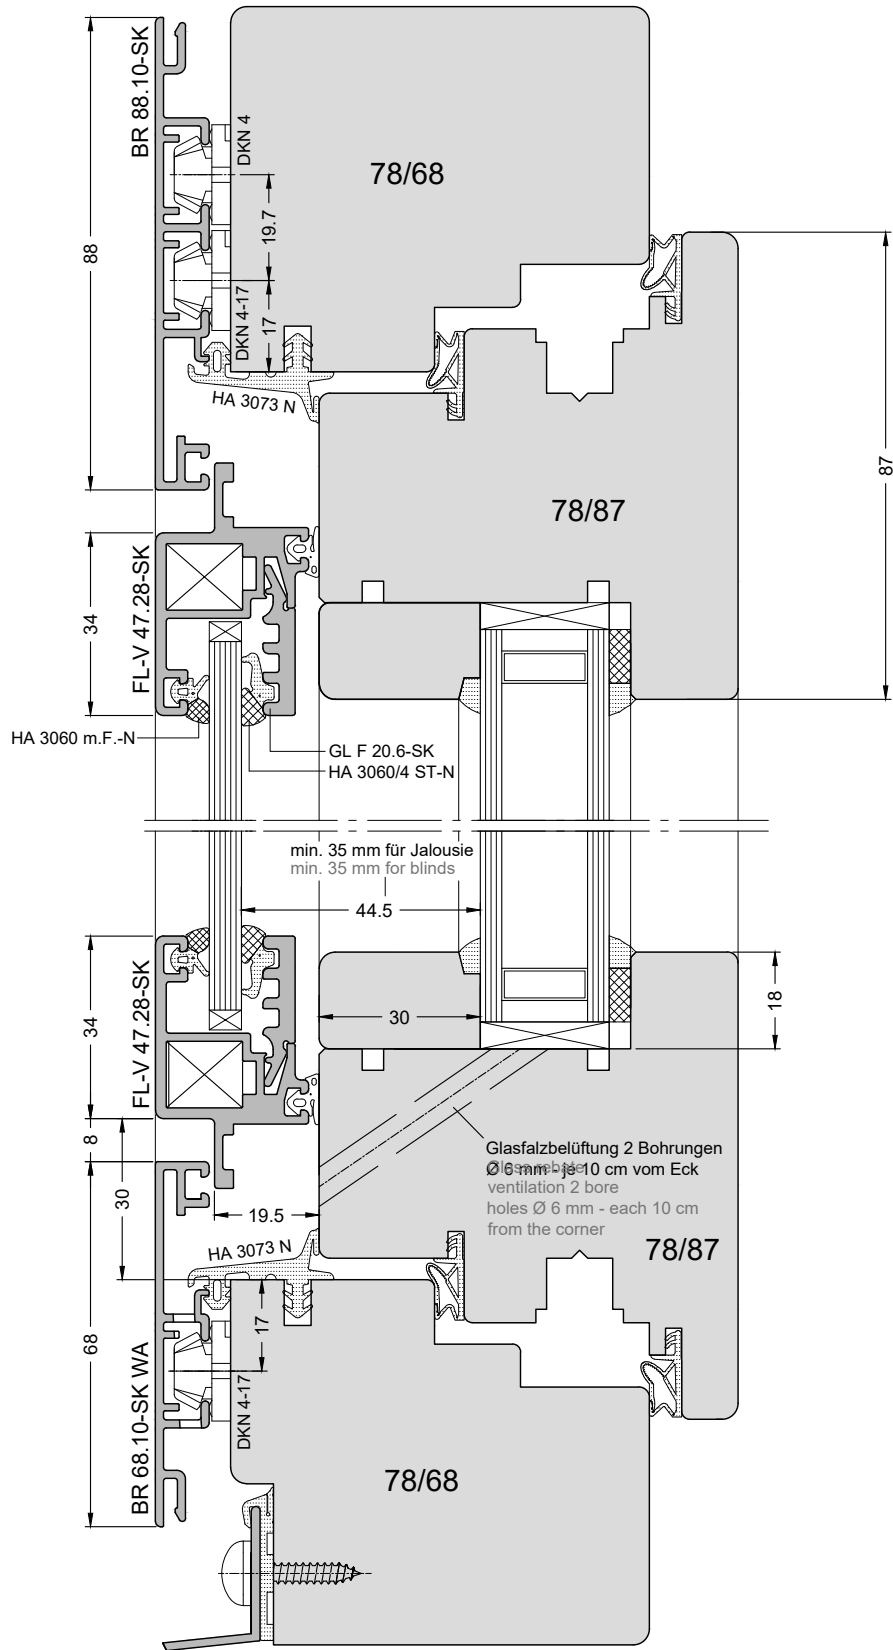 BR 88.10-SK
DKN 4
78/68
19.7
88
DKN 4-17
17
HA 3073 N
87
78/87
FL-V 47.28-SK
34
HA 3060 m.F.-N
GL F 20.6-SK
HA 3060/4 ST-N
min. 35 mm für Jalousie
min. 35 mm for blinds
44.5
FL-V 47.28-SK
34
30
18
8
Glasfalzbelüftung 2 Bohrungen
Ø 6 mm - je 10 cm vom Eck
Glass rebate
ventilation 2 bore
holes Ø 6 mm - each 10 cm
from the corner
30
19.5
HA 3073 N
78/87
17
68
BR 68.10-SK WA
DKN 4-17
78/68